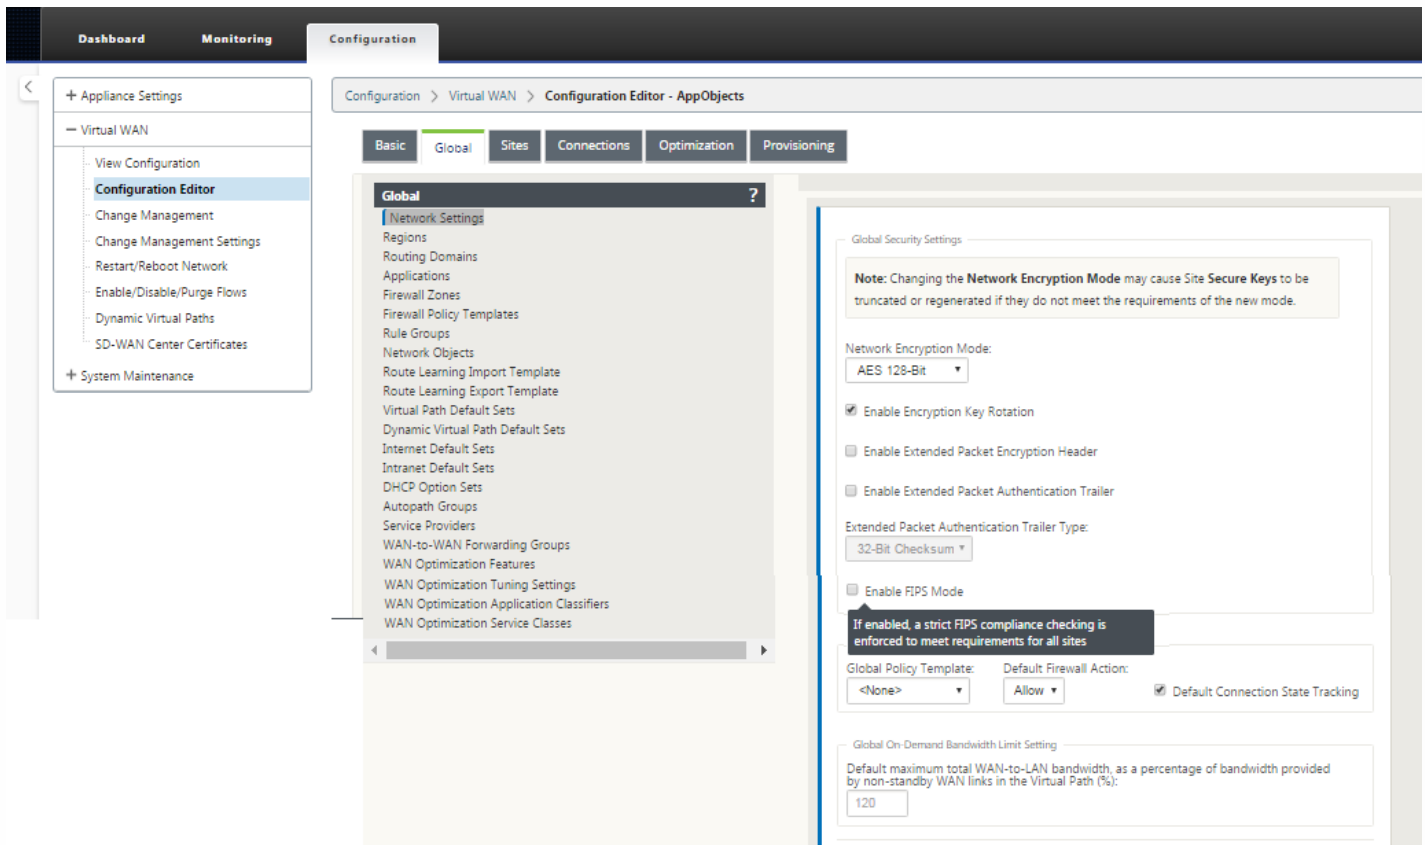 Dashboard Monitoring Configuration
+ Appliance Settings
− Virtual WAN
View Configuration
Configuration Editor
Change Management
Change Management Settings
Restart/Reboot Network
Enable/Disable/Purge Flows
Dynamic Virtual Paths
SD-WAN Center Certificates
+ System Maintenance
Configuration > Virtual WAN > Configuration Editor - AppObjects
Basic Global Sites Connections Optimization Provisioning
Global ?
Network Settings
Regions
Routing Domains
Applications
Firewall Zones
Firewall Policy Templates
Rule Groups
Network Objects
Route Learning Import Template
Route Learning Export Template
Virtual Path Default Sets
Dynamic Virtual Path Default Sets
Internet Default Sets
Intranet Default Sets
DHCP Option Sets
Autopath Groups
Service Providers
WAN-to-WAN Forwarding Groups
WAN Optimization Features
WAN Optimization Tuning Settings
WAN Optimization Application Classifiers
WAN Optimization Service Classes
Global Security Settings
Note: Changing the Network Encryption Mode may cause Site Secure Keys to be
truncated or regenerated if they do not meet the requirements of the new mode.
Network Encryption Mode:
AES 128-Bit
Enable Encryption Key Rotation
Enable Extended Packet Encryption Header
Enable Extended Packet Authentication Trailer
Extended Packet Authentication Trailer Type:
32-Bit Checksum
Enable FIPS Mode
If enabled, a strict FIPS compliance checking is
enforced to meet requirements for all sites
Global Policy Template: Default Firewall Action:
<None> Allow Default Connection State Tracking
Global On-Demand Bandwidth Limit Setting
Default maximum total WAN-to-LAN bandwidth, as a percentage of bandwidth provided
by non-standby WAN links in the Virtual Path (%):
120